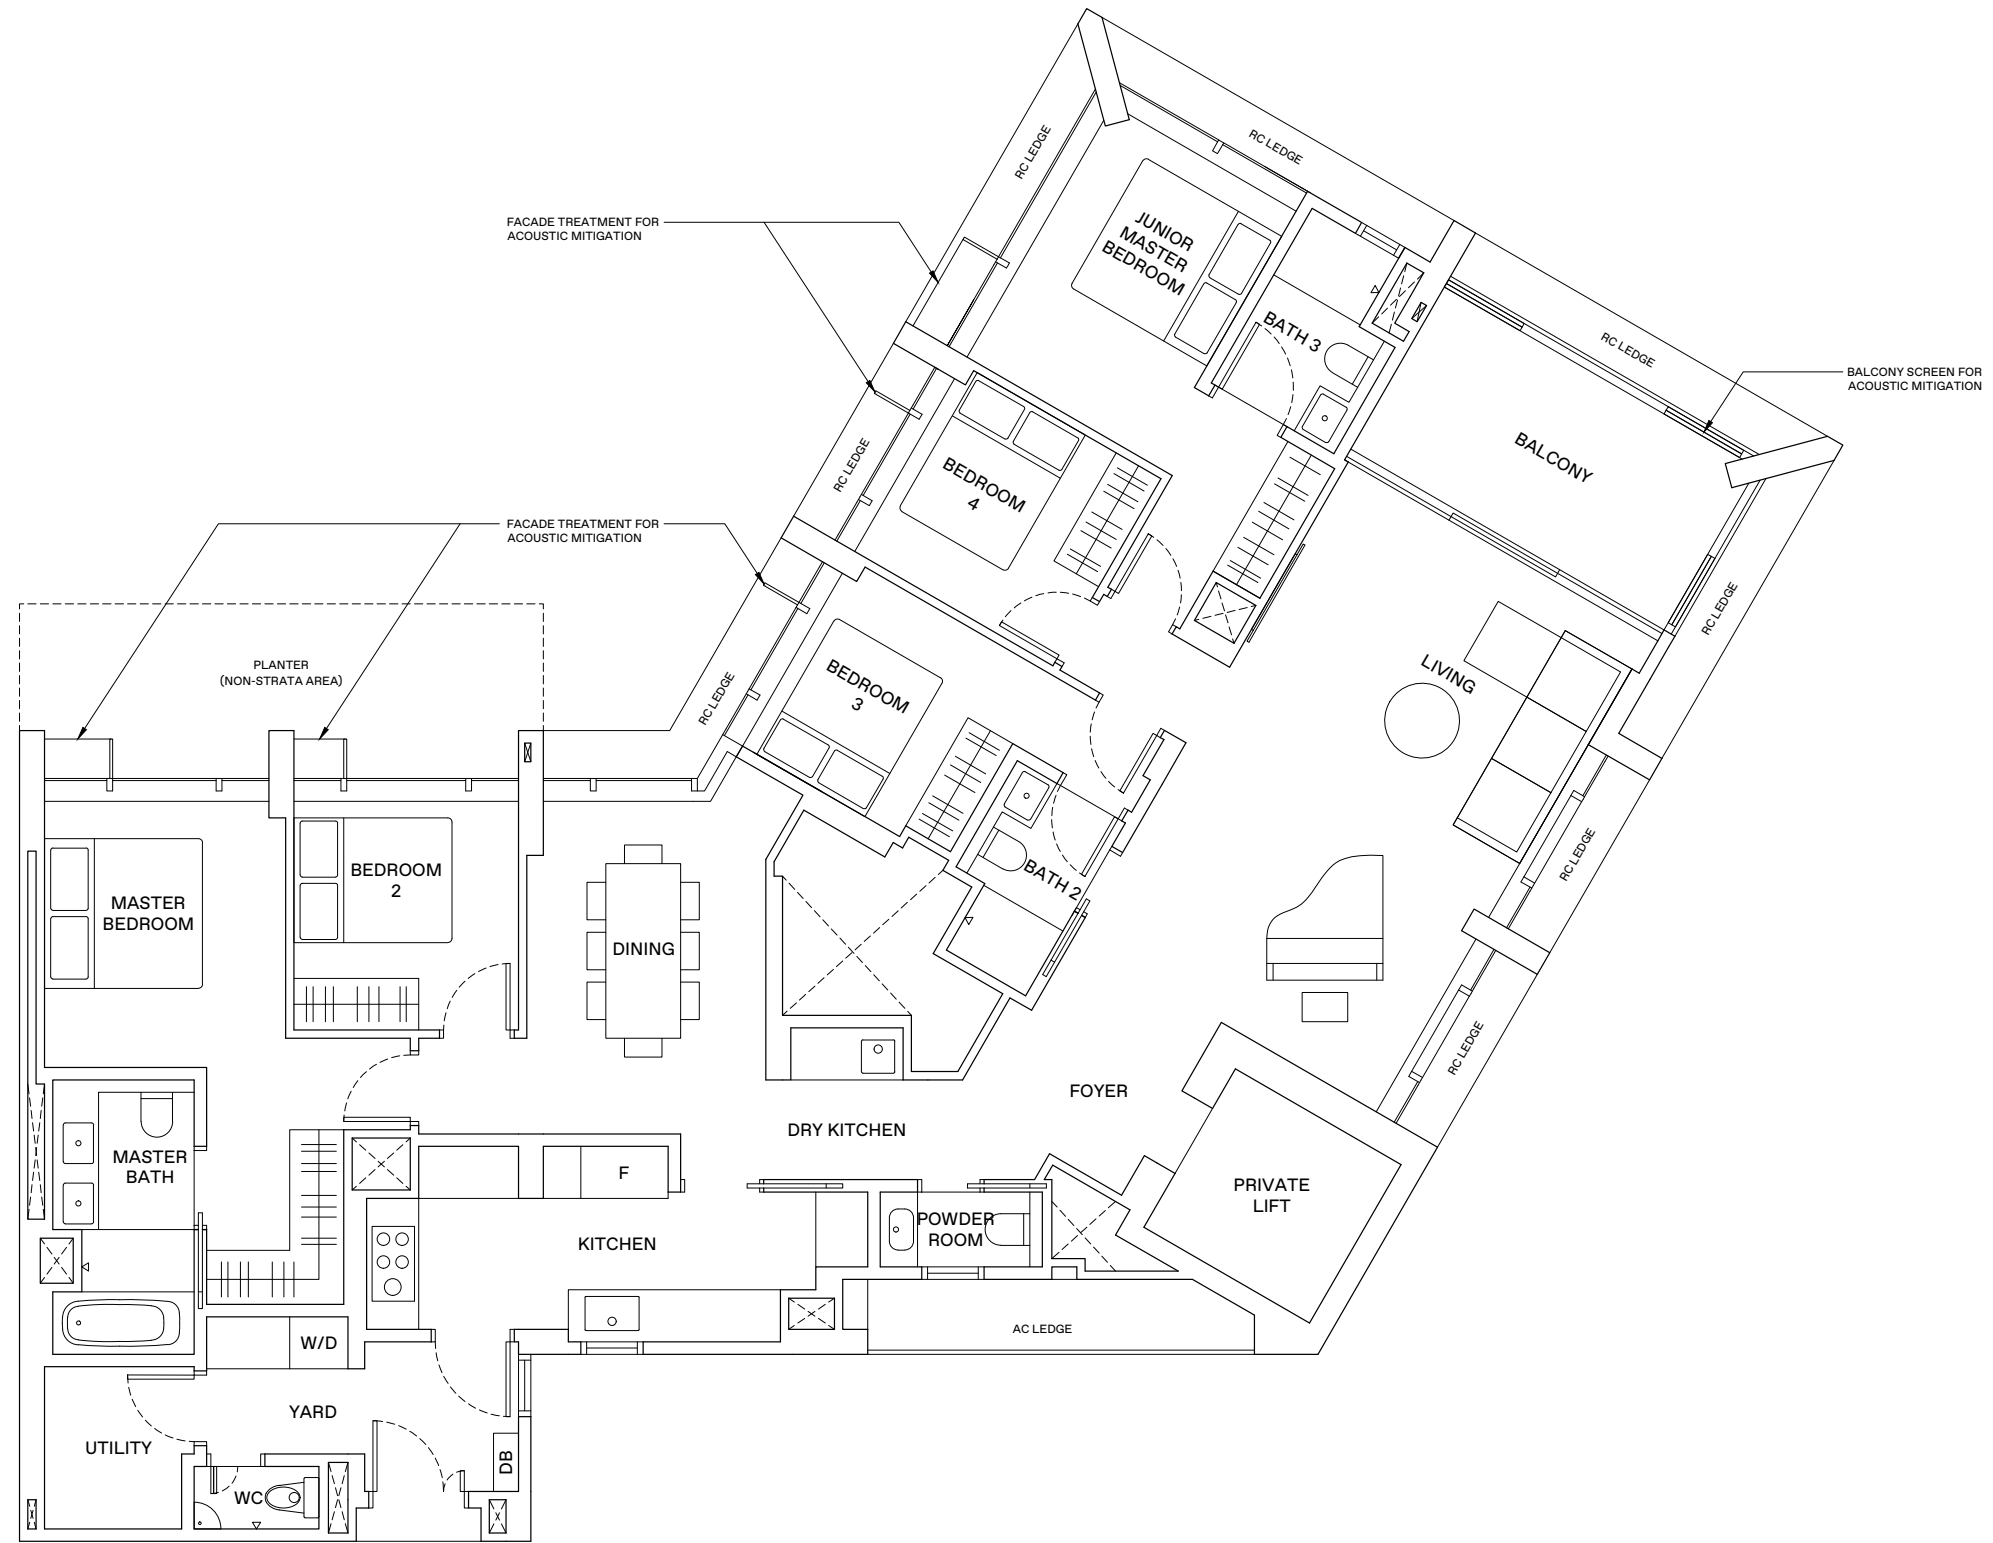 RC LEDGE
RC LEDGE
FACADE TREATMENT FOR
ACOUSTIC MITIGATION
JUNIOR
MASTER
BEDROOM
BATH 3
RC LEDGE
BALCONY SCREEN FOR
ACOUSTIC MITIGATION
BALCONY
RC LEDGE
BEDROOM
4
FACADE TREATMENT FOR
ACOUSTIC MITIGATION
RC LEDGE
PLANTER
(NON-STRATA AREA)
RC LEDGE
BEDROOM
3
LIVING
RC LEDGE
MASTER
BEDROOM
BEDROOM
2
DINING
BATH 2
RC LEDGE
FOYER
DRY KITCHEN
MASTER
BATH
F
PRIVATE
LIFT
KITCHEN
POWDER
ROOM
AC LEDGE
W/D
YARD
UTILITY
DB
WC